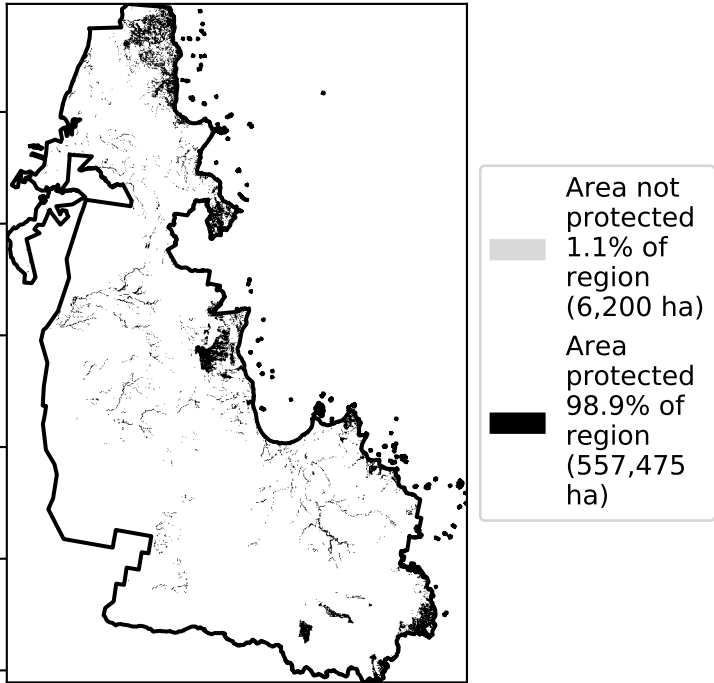 Area not
protected
1.1% of
region
(6,200 ha)
Area
protected
98.9% of
region
(557,475
ha)